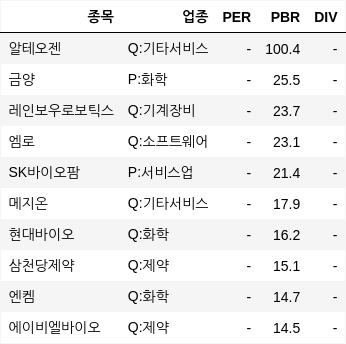 종목 업종 PER PBR DIV
알테오젠 Q:기타서비스 - 100.4 -
금양 P:화학 - 25.5 -
레인보우로보틱스 Q:기계장비 - 23.7 -
엠로 Q:소프트웨어 - 23.1 -
SK바이오팜 P:서비스업 - 21.4 -
메지온 Q:기타서비스 - 17.9 -
현대바이오 Q:화학 - 16.2 -
삼천당제약 Q:제약 - 15.1 -
엔켐 Q:화학 - 14.7 -
에이비엘바이오 Q:제약 - 14.5 -